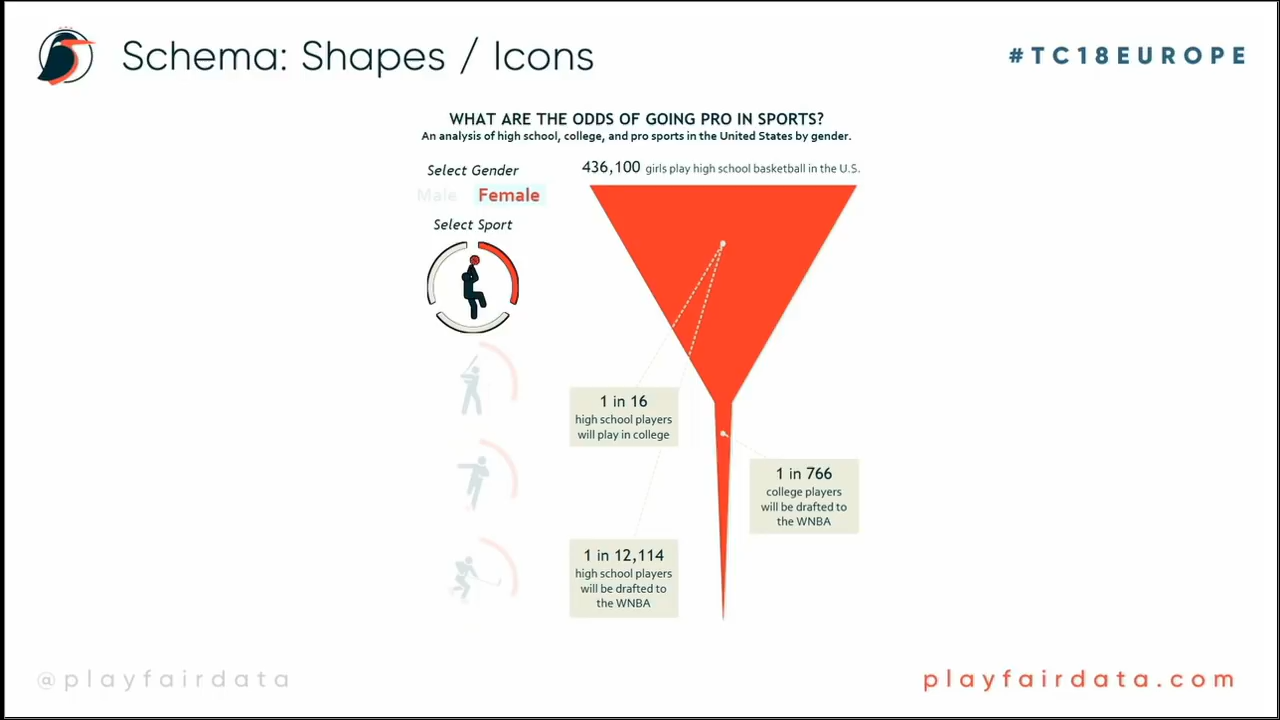 Schema: Shapes / Icons
#TC18EUROPE
WHAT ARE THE ODDS OF GOING PRO IN SPORTS?
An analysis of high school, college, and pro sports in the United States by gender.
Select Gender
Male Female
Select Sport
436,100 girls play high school basketball in the U.S.
1 in 16
high school players
will play in college
1 in 766
college players
will be drafted to
the WNBA
1 in 12,114
high school players
will be drafted to
the WNBA
@playfairdata
playfairdata.com